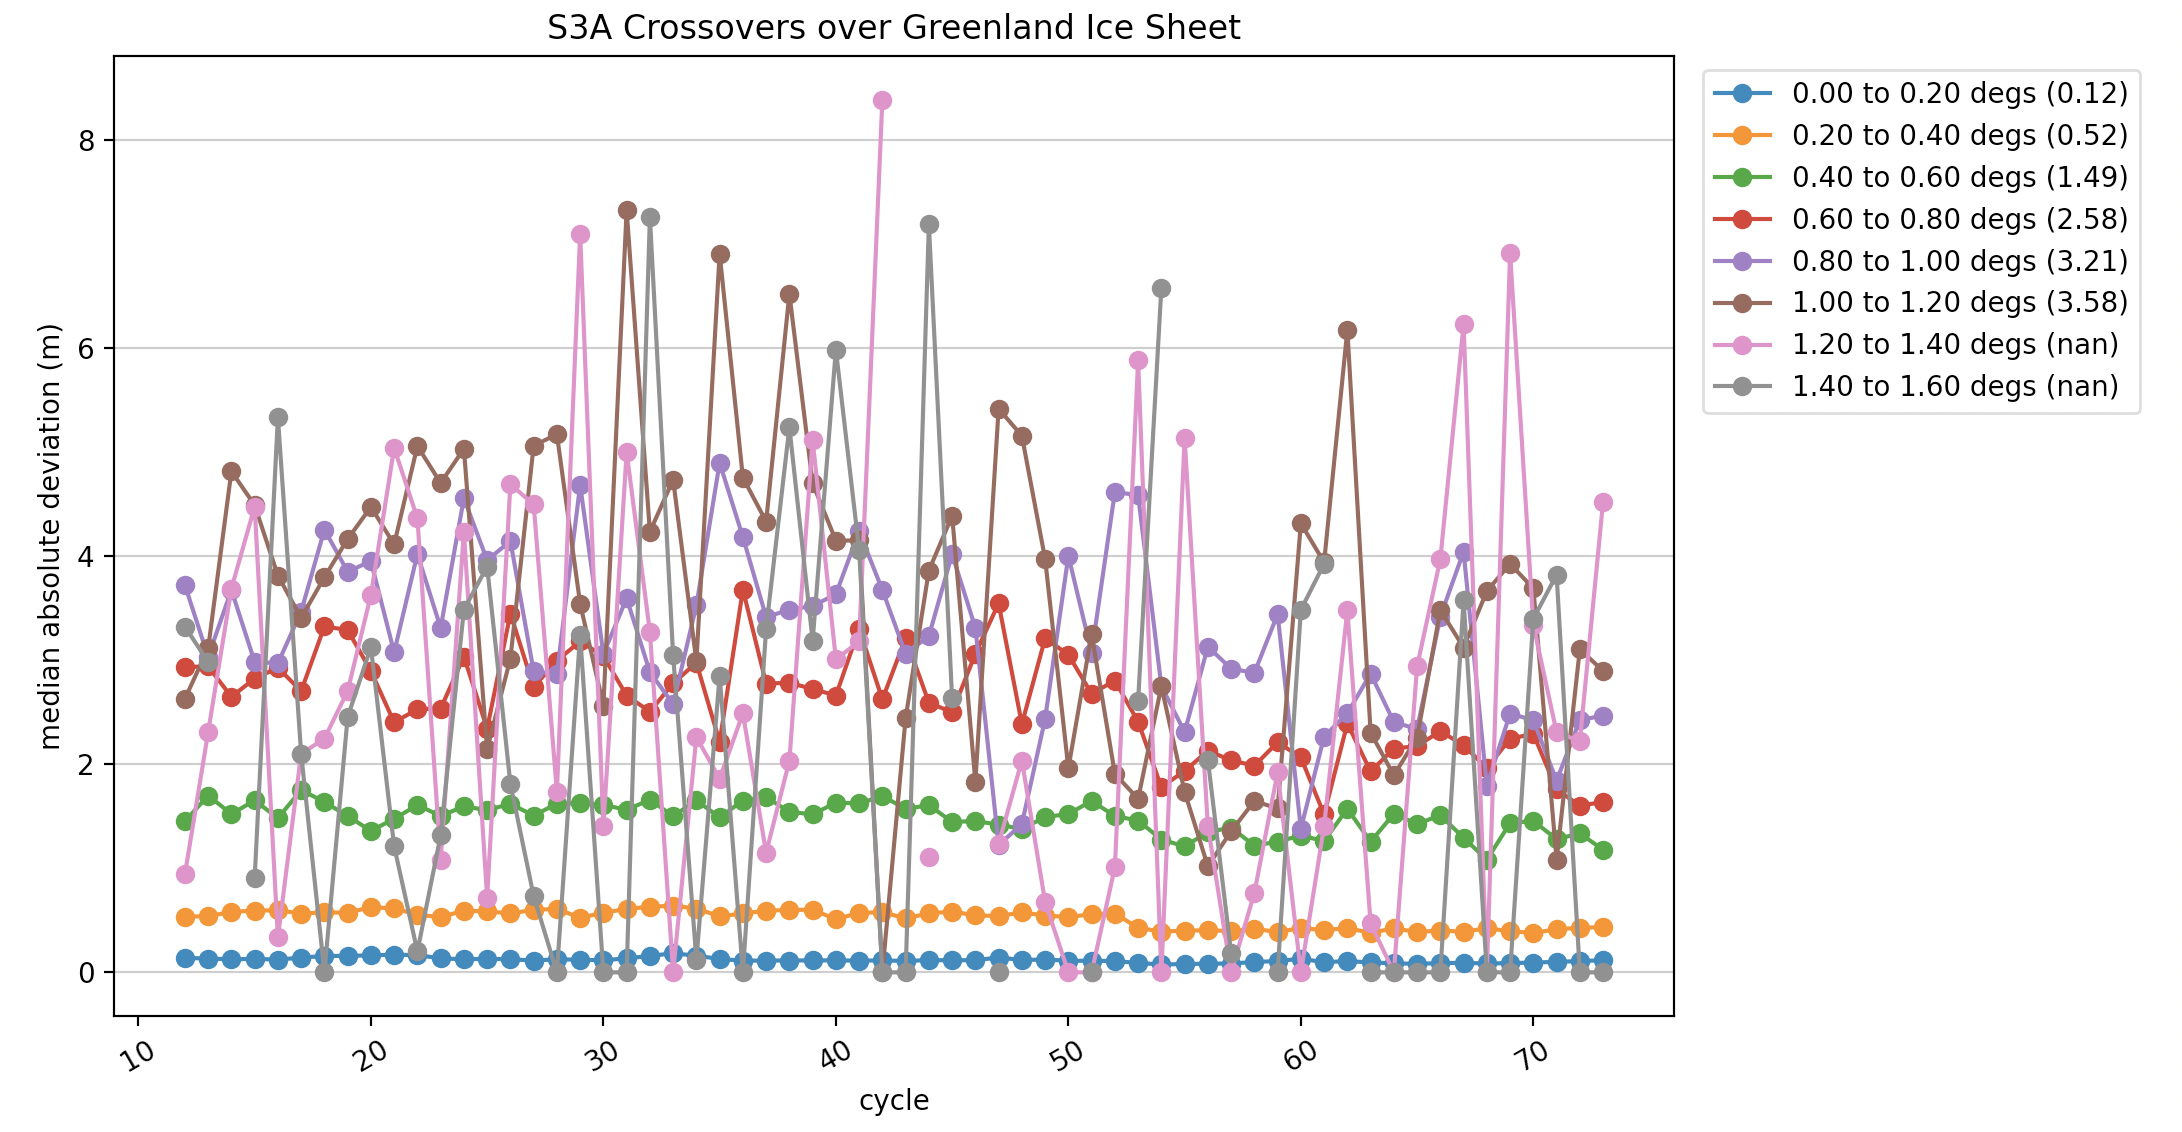 S3A Crossovers over Greenland Ice Sheet
median absolute deviation (m)
8
6
4
2
0
10 20 30 40 50 60 70
cycle
0.00 to 0.20 degs (0.12)
0.20 to 0.40 degs (0.52)
0.40 to 0.60 degs (1.49)
0.60 to 0.80 degs (2.58)
0.80 to 1.00 degs (3.21)
1.00 to 1.20 degs (3.58)
1.20 to 1.40 degs (nan)
1.40 to 1.60 degs (nan)